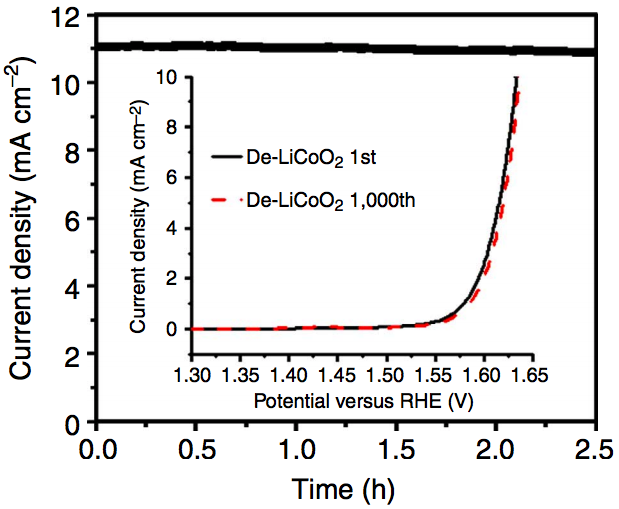 12
10
8
6
4
2
0
Current density (mA cm⁻²)
0.0 0.5 1.0 1.5 2.0 2.5
Time (h)
10
8
6
4
2
0
Current density (mA cm–2)
De-LiCoO₂ 1st
De-LiCoO₂ 1,000th
1.30 1.35 1.40 1.45 1.50 1.55 1.60 1.65
Potential versus RHE (V)